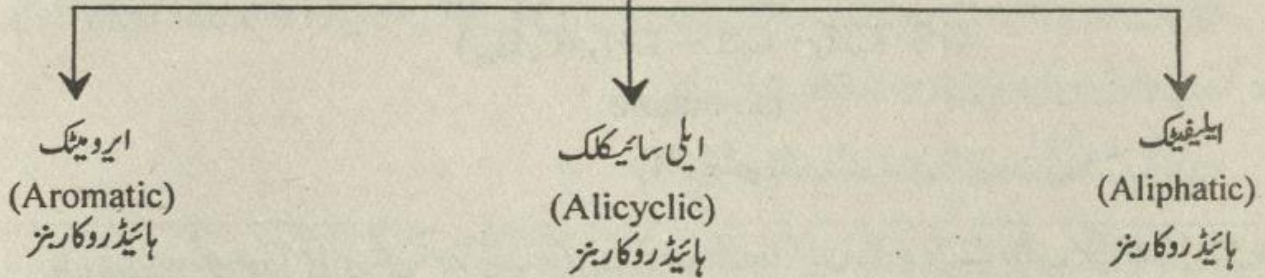 ایلیفیٹک
(Aliphatic)
ہائیڈروکاربنز
ایلی سائیکلک
(Alicyclic)
ہائیڈروکاربنز
ایرومیٹک
(Aromatic)
ہائیڈروکاربنز